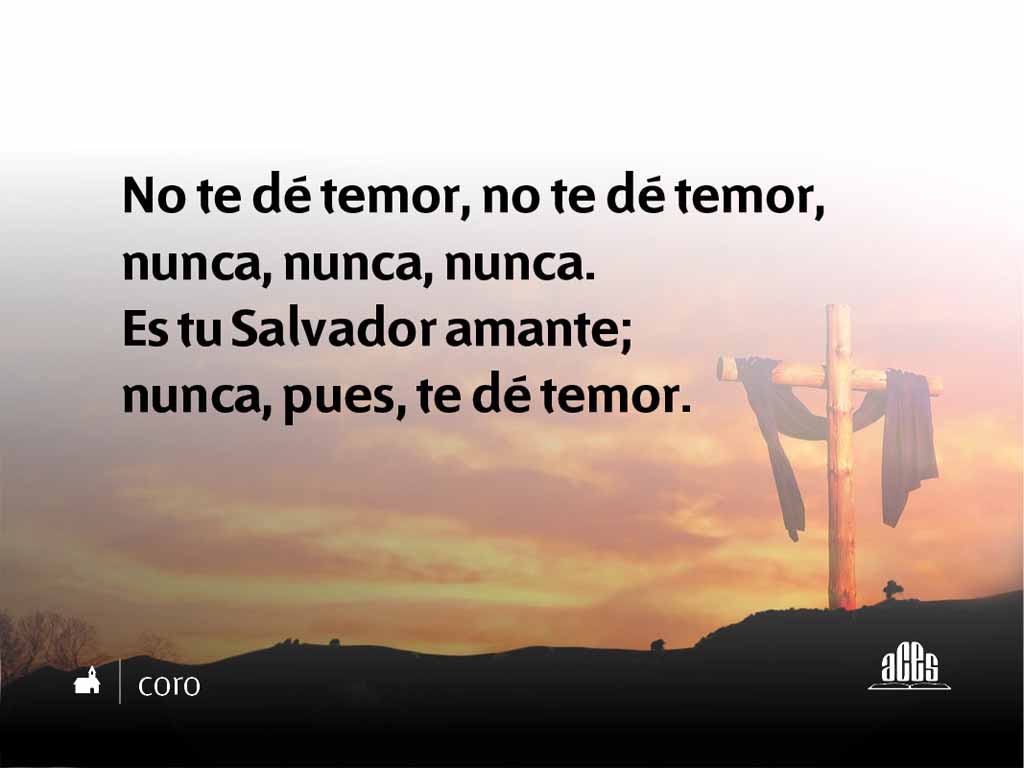 No te dé temor, no te dé temor,
nunca, nunca, nunca.
Es tu Salvador amante;
nunca, pues, te dé temor.
coro
aces